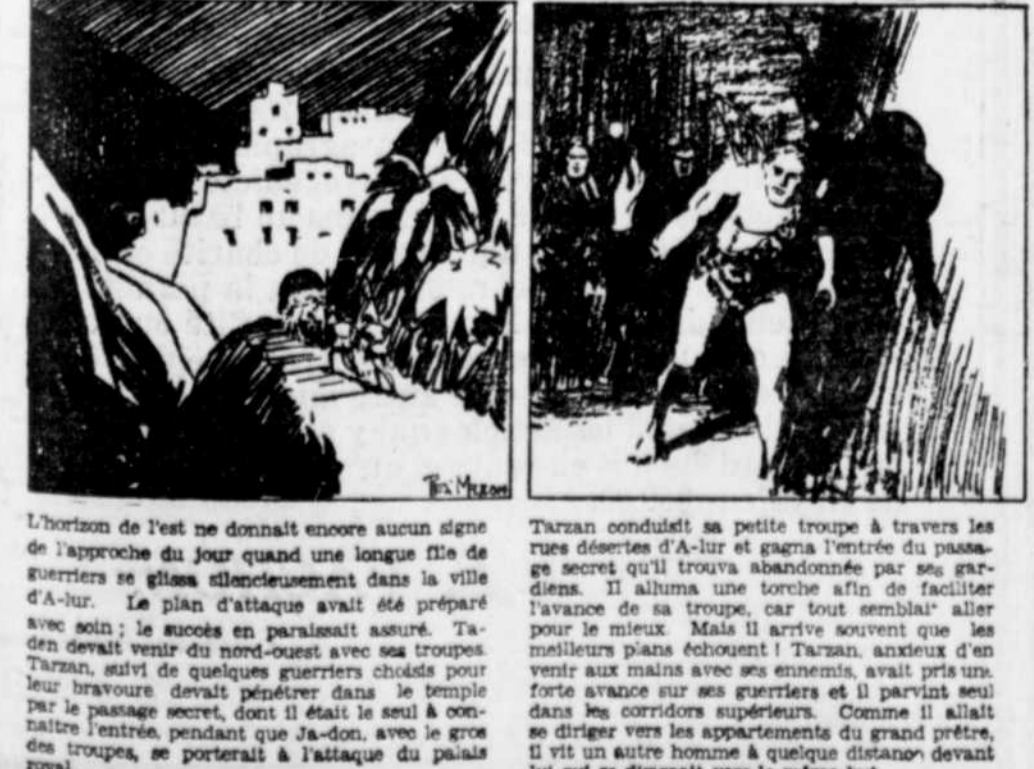 L'horizon de l'est ne donnait encore aucun signe
de l'approche du jour quand une longue file de
guerriers se glissa silencieusement dans la ville
d'A-lur. Le plan d'attaque avait été préparé
avec soin ; le succès en paraissait assuré. Ta-
den devait venir du nord-ouest avec ses troupes.
Tarzan, suivi de quelques guerriers choisis pour
leur bravoure, devait pénétrer dans le temple
par le passage secret, dont il était le seul à con-
naître l'entrée, pendant que Ja-don, avec le gros
des troupes, se porterait à l'attaque du palais
royal.
Tarzan conduisit sa petite troupe à travers les
rues désertes d'A-lur et gagna l'entrée du passa-
ge secret qu'il trouva abandonnée par ses gar-
diens. Il alluma une torche afin de faciliter
l'avance de sa troupe, car tout semblait aller
pour le mieux. Mais il arrive souvent que les
meilleurs plans échouent ! Tarzan, anxieux d'en
venir aux mains avec ses ennemis, avait pris une
forte avance sur ses guerriers et il parvint seul
dans les corridors supérieurs. Comme il allait
se diriger vers les appartements du grand prêtre,
il vit un autre homme à quelque distance devant